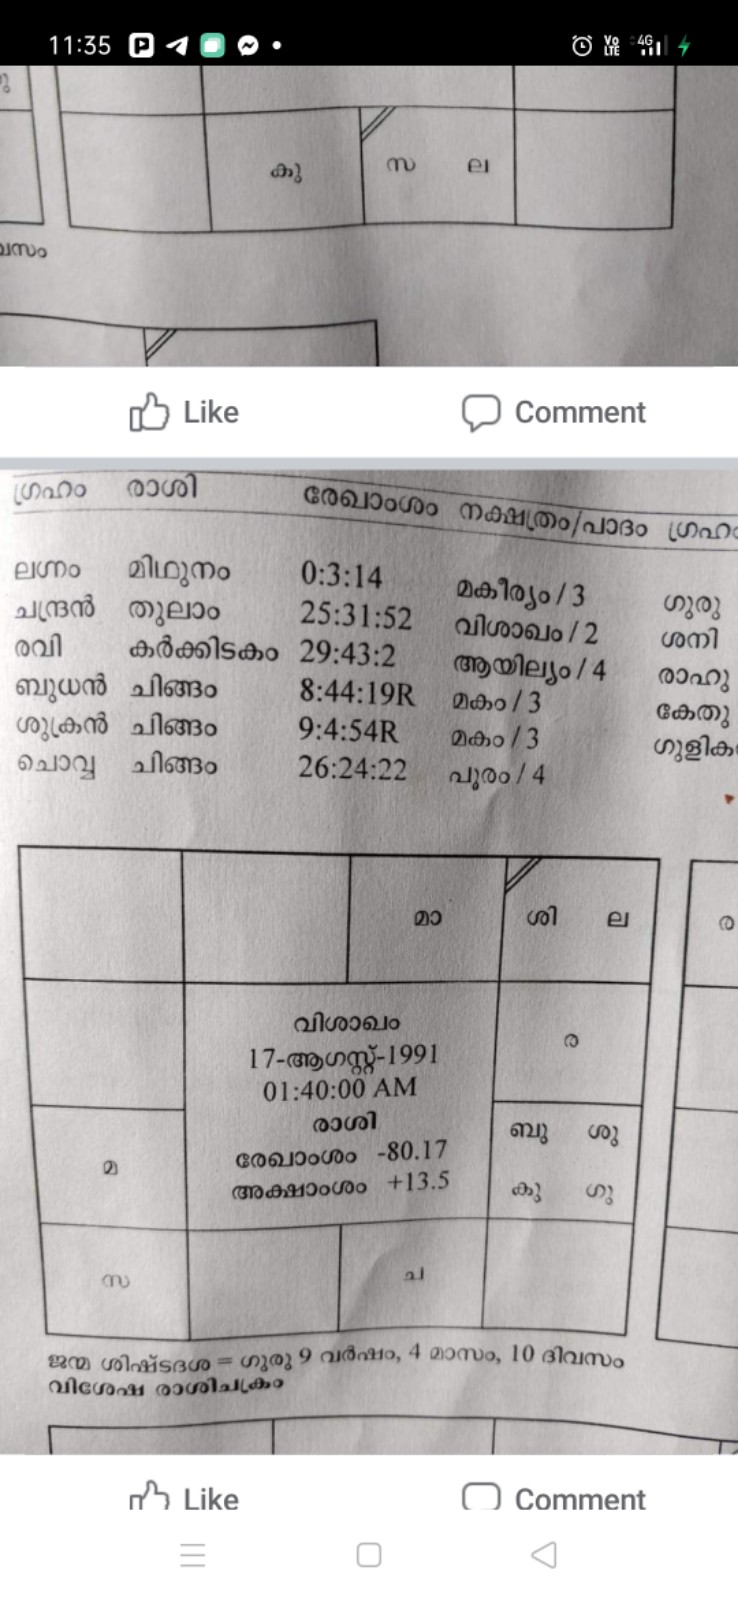 11:35
Vo LTE 4G
കു
സ ല
Like Comment
ഗ്രഹം രാശി രേഖാംശം നക്ഷത്രം/പാദം
ലഗ്നം മിഥുനം 0:3:14 മകീര്യം / 3 ഗുരു
ചന്ദ്രൻ തുലാം 25:31:52 വിശാഖം / 2 ശനി
രവി കർക്കിടകം 29:43:2 ആയില്യം / 4 രാഹു
ബുധൻ ചിങ്ങം 8:44:19R മകം / 3 കേതു
ശുക്രൻ ചിങ്ങം 9:4:54R മകം / 3
ചൊവ്വ ചിങ്ങം 26:24:22 പൂരം / 4
മാ ശി ല
ര
വിശാഖം
17-ആഗസ്റ്റ്-1991
01:40:00 AM
രാശി
രേഖാംശം -80.17
അക്ഷാംശം +13.5
ര
ബു ശു
കു ഗു
മ
സ
ച
ജന്മ ശിഷ്ടദശ = ഗുരു 9 വർഷം, 4 മാസം, 10 ദിവസം
വിശേഷ രാശിചക്രം
Like Comment